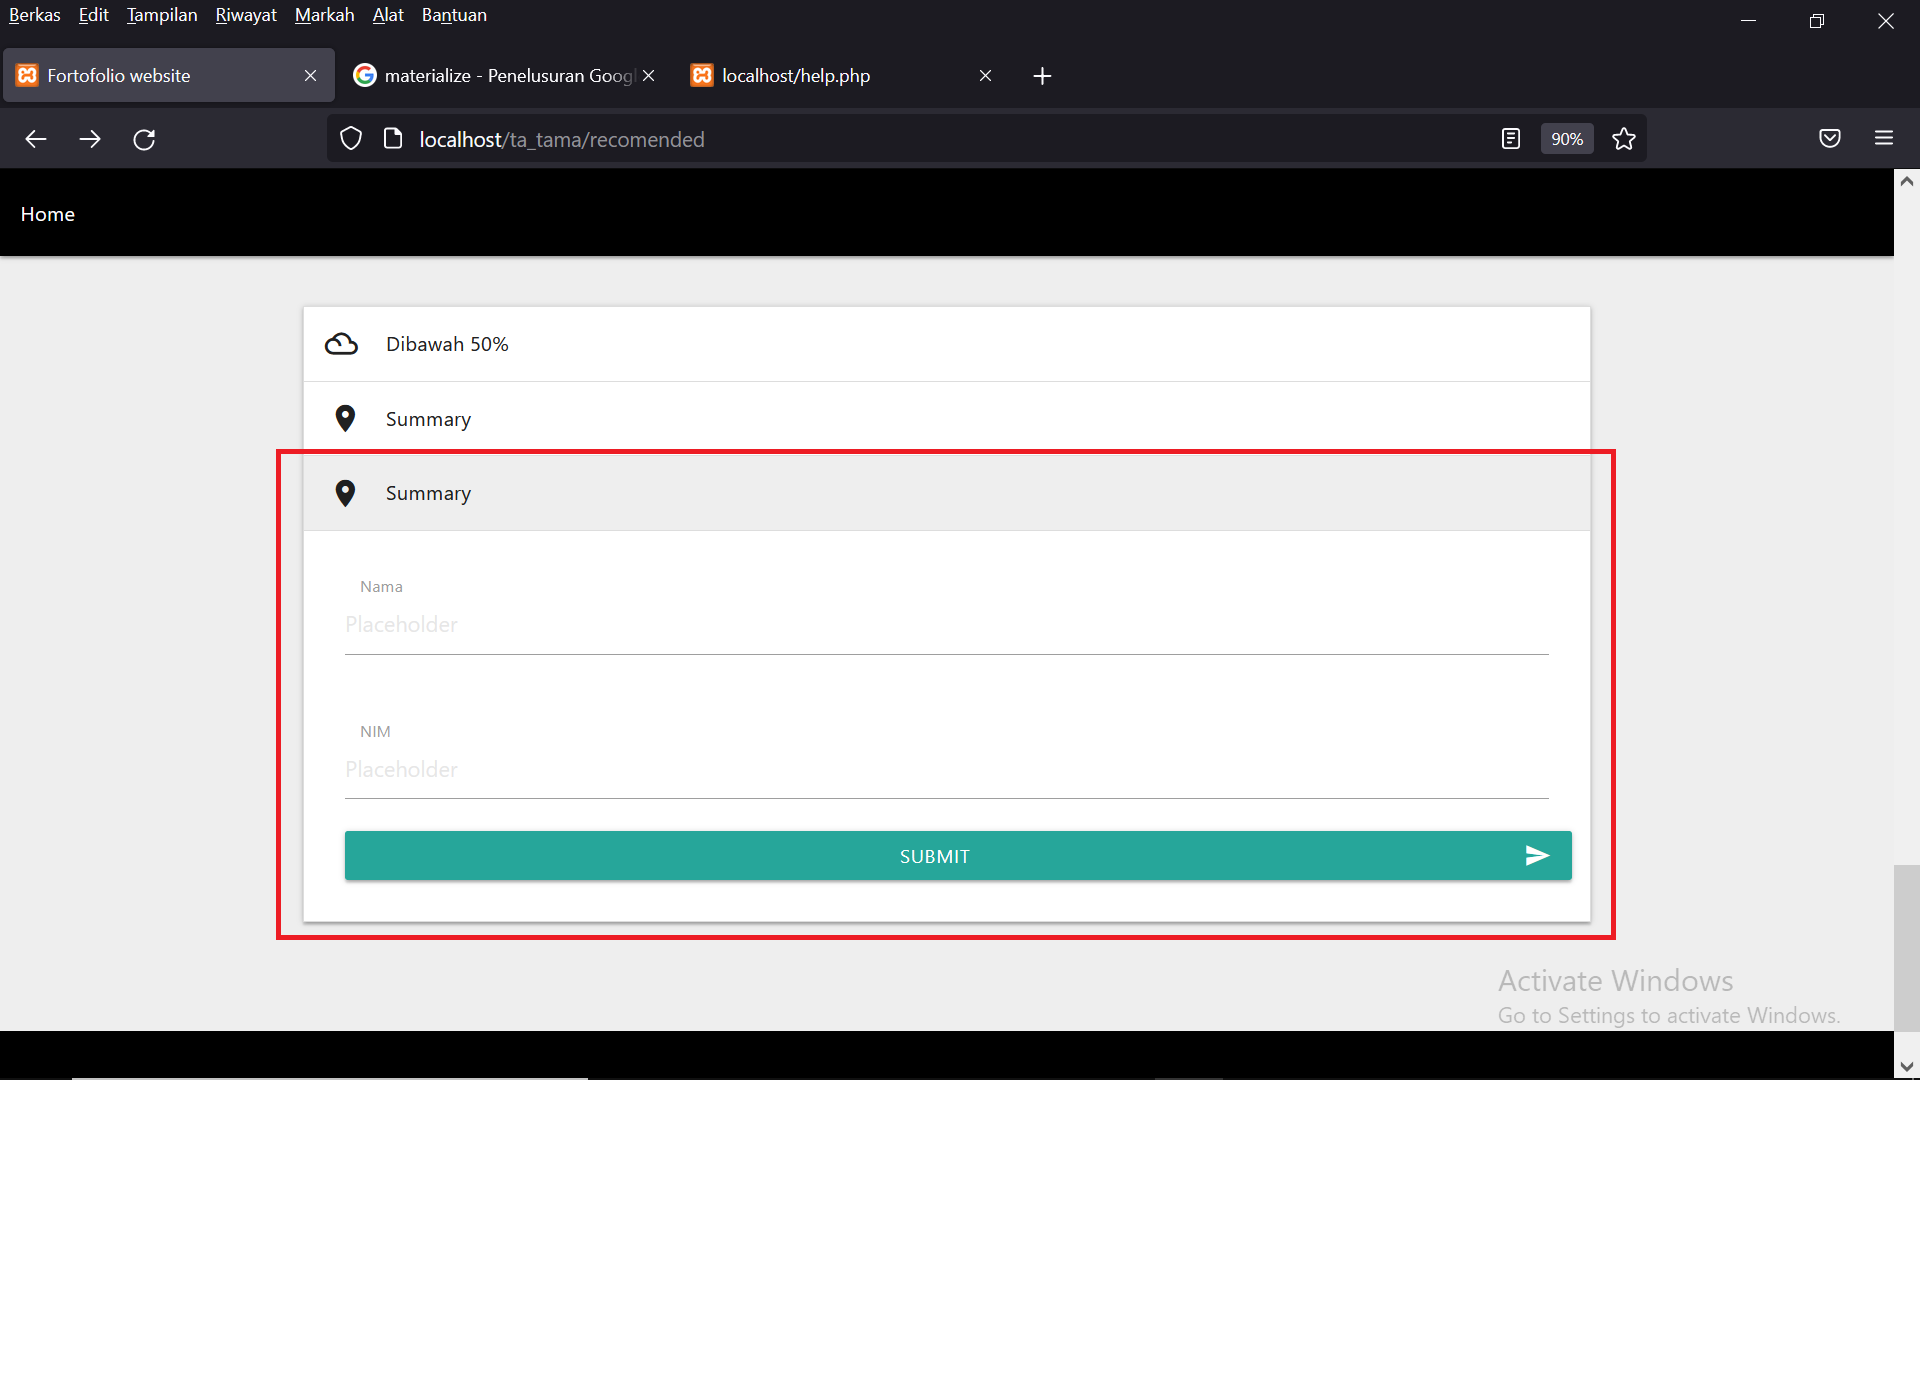 Berkas Edit Tampilan Riwayat Markah Alat Bantuan
Fortofolio website materialize - Penelusuran Googl localhost/help.php
localhost/ta_tama/recomended 90%
Home
Dibawah 50%
Summary
Summary
Nama
Placeholder
NIM
Placeholder
SUBMIT
Activate Windows
Go to Settings to activate Windows.